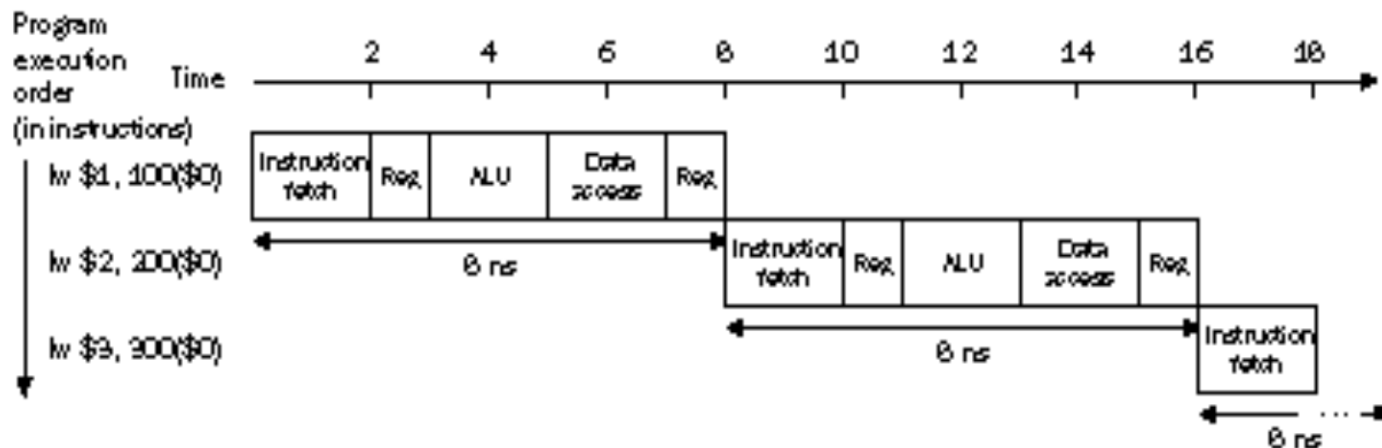 Program
execution
order
(in instructions)
Time
2 4 6 8 10 12 14 16 18
lw $1, 100($0)
Instruction
fetch
Reg
ALU
Data
access
Reg
8 ns
lw $2, 200($0)
Instruction
fetch
Reg
ALU
Data
access
Reg
8 ns
lw $3, 300($0)
Instruction
fetch
...
8 ns